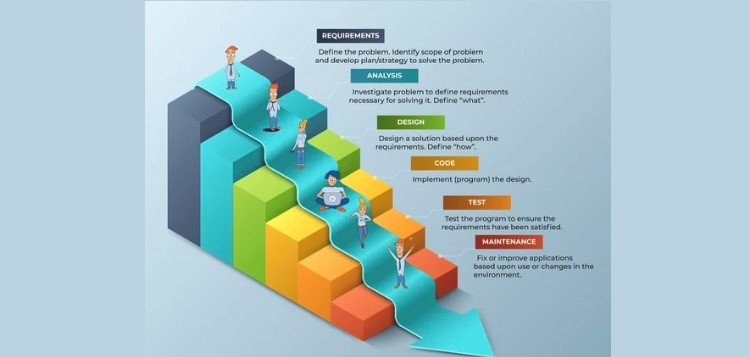 REQUIREMENTS
Define the problem. Identify scope of problem
and develop plan/strategy to solve the problem.
ANALYSIS
Investigate problem to define requirements
necessary for solving it. Define "what".
DESIGN
Design a solution based upon the
requirements. Define "how".
CODE
Implement (program) the design.
TEST
Test the program to ensure the
requirements have been satisfied.
MAINTENANCE
Fix or improve applications
based upon use or changes in the
environment.